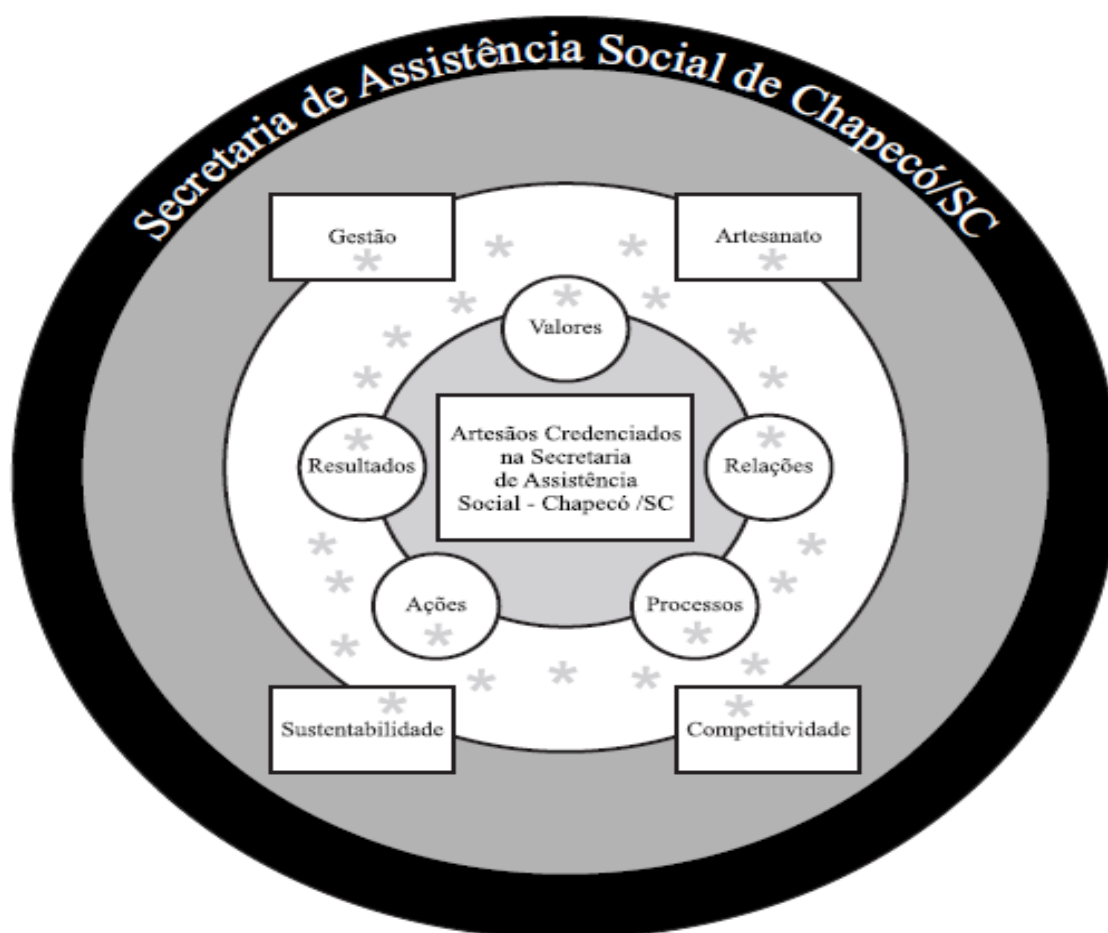 Secretaria de Assistência Social de Chapecó/SC
Gestão
Artesanato
Valores
Artesãos Credenciados
na Secretaria
de Assistência
Social - Chapecó /SC
Resultados
Relações
Ações
Processos
Sustentabilidade
Competitividade